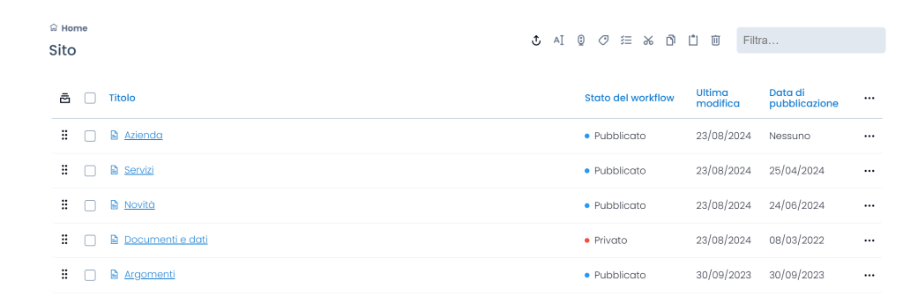 Home
Sito
Filtra...
Titolo Stato del workflow Ultima modifica Data di pubblicazione
Azienda Pubblicato 23/08/2024 Nessuno
Servizi Pubblicato 23/08/2024 25/04/2024
Novità Pubblicato 23/08/2024 24/06/2024
Documenti e dati Privato 23/08/2024 08/03/2022
Argomenti Pubblicato 30/09/2023 30/09/2023